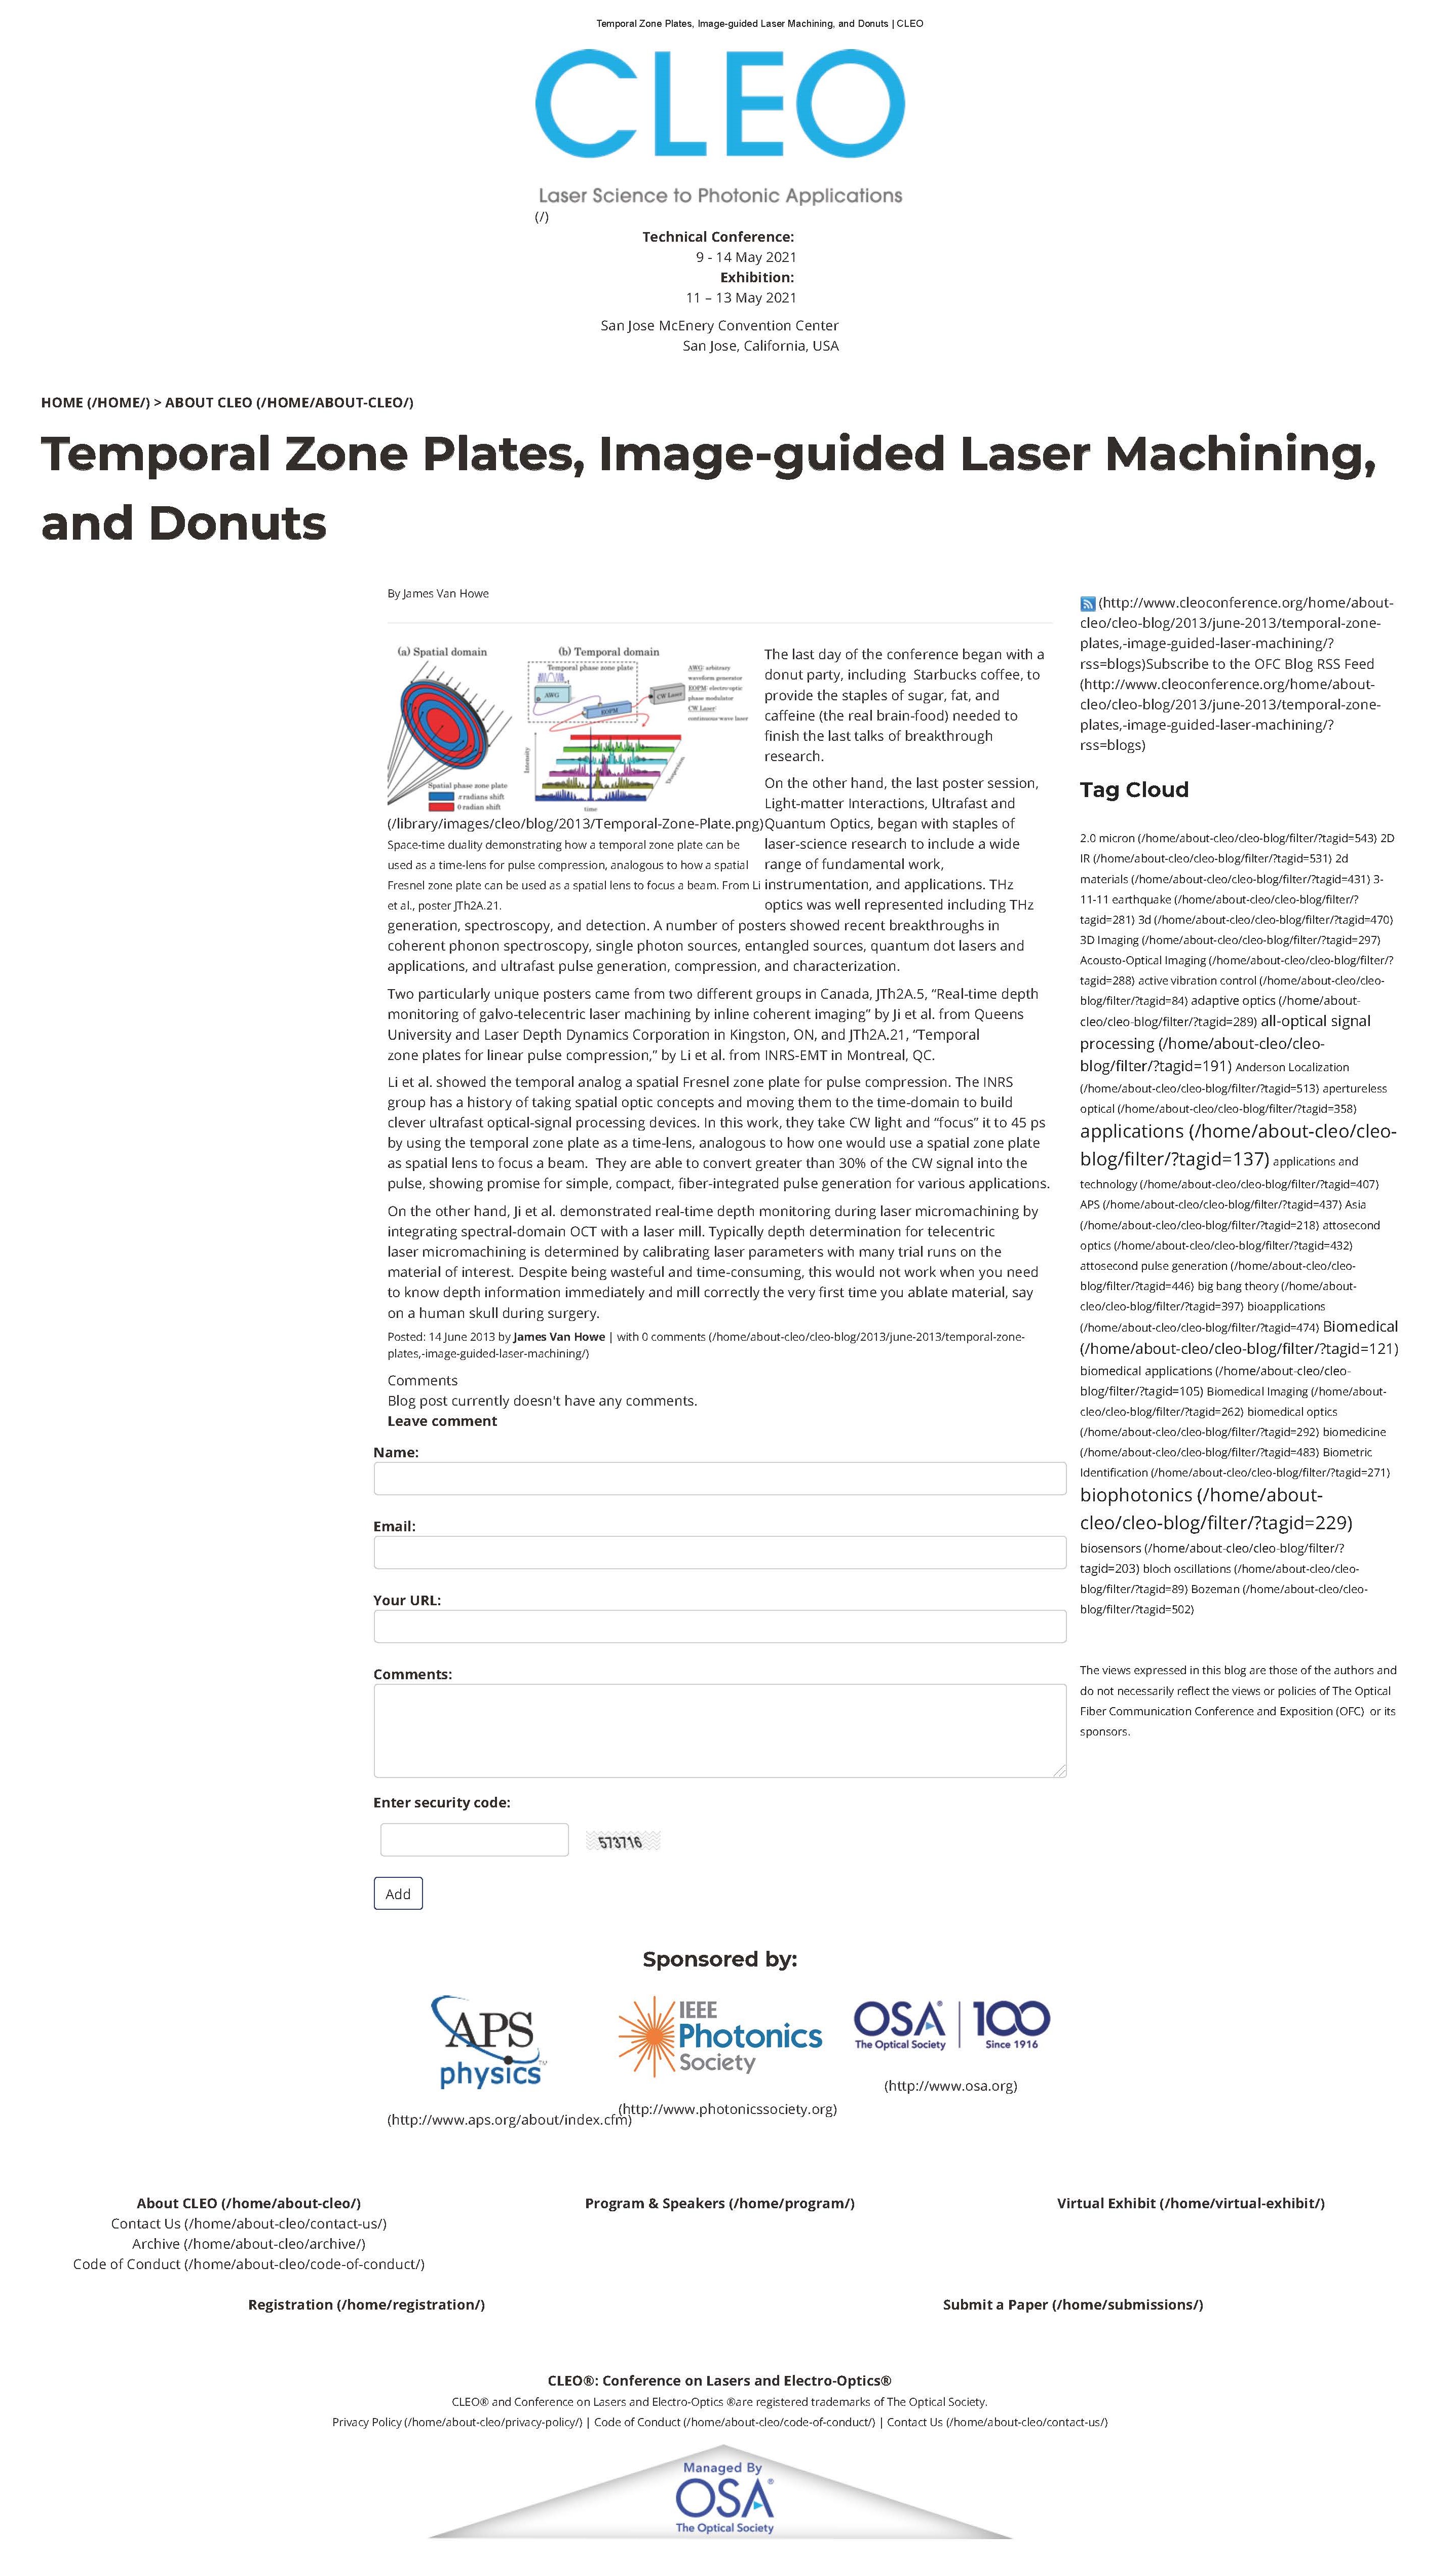 Temporal Zone Plates, Image-guided Laser Machining, and Donuts | CLEO
CLEO
Laser Science to Photonic Applications
(/)
Technical Conference:
9 - 14 May 2021
Exhibition:
11 – 13 May 2021
San Jose McEnery Convention Center
San Jose, California, USA
HOME (/HOME/) > ABOUT CLEO (/HOME/ABOUT-CLEO/)
Temporal Zone Plates, Image-guided Laser Machining,
and Donuts
By James Van Howe
(a) Spatial domain
Spatial phase zone plate
π radians shift
0 radian shift
(b) Temporal domain
Temporal phase zone plate
AWG
EOPM
CW Laser
AWG: arbitrary
waveform generator
EOPM: electrooptic
phase modulator
CW Laser:
continuous wave laser
Intensity
Dispersion
time
(/library/images/cleo/blog/2013/Temporal-Zone-Plate.png)
Space-time duality demonstrating how a temporal zone plate can be
used as a time-lens for pulse compression, analogous to how a spatial
Fresnel zone plate can be used as a spatial lens to focus a beam. From Li
et al., poster JTh2A.21.
The last day of the conference began with a
donut party, including  Starbucks coffee, to
provide the staples of sugar, fat, and
caffeine (the real brain-food) needed to
finish the last talks of breakthrough
research.
On the other hand, the last poster session,
Light-matter Interactions, Ultrafast and
Quantum Optics, began with staples of
laser-science research to include a wide
range of fundamental work,
instrumentation, and applications. THz
optics was well represented including THz
generation, spectroscopy, and detection. A number of posters showed recent breakthroughs in
coherent phonon spectroscopy, single photon sources, entangled sources, quantum dot lasers and
applications, and ultrafast pulse generation, compression, and characterization.
Two particularly unique posters came from two different groups in Canada, JTh2A.5, “Real-time depth
monitoring of galvo-telecentric laser machining by inline coherent imaging” by Ji et al. from Queens
University and Laser Depth Dynamics Corporation in Kingston, ON, and JTh2A.21, “Temporal
zone plates for linear pulse compression,” by Li et al. from INRS-EMT in Montreal, QC.
Li et al. showed the temporal analog a spatial Fresnel zone plate for pulse compression. The INRS
group has a history of taking spatial optic concepts and moving them to the time-domain to build
clever ultrafast optical-signal processing devices. In this work, they take CW light and “focus” it to 45 ps
by using the temporal zone plate as a time-lens, analogous to how one would use a spatial zone plate
as spatial lens to focus a beam.  They are able to convert greater than 30% of the CW signal into the
pulse, showing promise for simple, compact, fiber-integrated pulse generation for various applications.
On the other hand, Ji et al. demonstrated real-time depth monitoring during laser micromachining by
integrating spectral-domain OCT with a laser mill. Typically depth determination for telecentric
laser micromachining is determined by calibrating laser parameters with many trial runs on the
material of interest. Despite being wasteful and time-consuming, this would not work when you need
to know depth information immediately and mill correctly the very first time you ablate material, say
on a human skull during surgery.
Posted: 14 June 2013 by James Van Howe | with 0 comments (/home/about-cleo/cleo-blog/2013/june-2013/temporal-zone-
plates,-image-guided-laser-machining/)
Comments
Blog post currently doesn't have any comments.
Leave comment
Name:
Email:
Your URL:
Comments:
Enter security code:
573716
Add
(http://www.cleoconference.org/home/about-
cleo/cleo-blog/2013/june-2013/temporal-zone-
plates,-image-guided-laser-machining/?
rss=blogs)Subscribe to the OFC Blog RSS Feed
(http://www.cleoconference.org/home/about-
cleo/cleo-blog/2013/june-2013/temporal-zone-
plates,-image-guided-laser-machining/?
rss=blogs)
Tag Cloud
2.0 micron (/home/about-cleo/cleo-blog/filter/?tagid=543) 2D
IR (/home/about-cleo/cleo-blog/filter/?tagid=531) 2d
materials (/home/about-cleo/cleo-blog/filter/?tagid=431) 3-
11-11 earthquake (/home/about-cleo/cleo-blog/filter/?
tagid=281) 3d (/home/about-cleo/cleo-blog/filter/?tagid=470)
3D Imaging (/home/about-cleo/cleo-blog/filter/?tagid=297)
Acousto-Optical Imaging (/home/about-cleo/cleo-blog/filter/?
tagid=288) active vibration control (/home/about-cleo/cleo-
blog/filter/?tagid=84) adaptive optics (/home/about-
cleo/cleo-blog/filter/?tagid=289) all-optical signal
processing (/home/about-cleo/cleo-
blog/filter/?tagid=191) Anderson Localization
(/home/about-cleo/cleo-blog/filter/?tagid=513) apertureless
optical (/home/about-cleo/cleo-blog/filter/?tagid=358)
applications (/home/about-cleo/cleo-
blog/filter/?tagid=137) applications and
technology (/home/about-cleo/cleo-blog/filter/?tagid=407)
APS (/home/about-cleo/cleo-blog/filter/?tagid=437) Asia
(/home/about-cleo/cleo-blog/filter/?tagid=218) attosecond
optics (/home/about-cleo/cleo-blog/filter/?tagid=432)
attosecond pulse generation (/home/about-cleo/cleo-
blog/filter/?tagid=446) big bang theory (/home/about-
cleo/cleo-blog/filter/?tagid=397) bioapplications
(/home/about-cleo/cleo-blog/filter/?tagid=474) Biomedical
(/home/about-cleo/cleo-blog/filter/?tagid=121)
biomedical applications (/home/about-cleo/cleo-
blog/filter/?tagid=105) Biomedical Imaging (/home/about-
cleo/cleo-blog/filter/?tagid=262) biomedical optics
(/home/about-cleo/cleo-blog/filter/?tagid=292) biomedicine
(/home/about-cleo/cleo-blog/filter/?tagid=483) Biometric
Identification (/home/about-cleo/cleo-blog/filter/?tagid=271)
biophotonics (/home/about-
cleo/cleo-blog/filter/?tagid=229)
biosensors (/home/about-cleo/cleo-blog/filter/?
tagid=203) bloch oscillations (/home/about-cleo/cleo-
blog/filter/?tagid=89) Bozeman (/home/about-cleo/cleo-
blog/filter/?tagid=502)
The views expressed in this blog are those of the authors and
do not necessarily reflect the views or policies of The Optical
Fiber Communication Conference and Exposition (OFC)  or its
sponsors.
Sponsored by:
APS
physics™
(http://www.aps.org/about/index.cfm)
IEEE
Photonics
Society
(http://www.photonicssociety.org)
OSA® | 100
The Optical Society Since 1916
(http://www.osa.org)
About CLEO (/home/about-cleo/)
Contact Us (/home/about-cleo/contact-us/)
Archive (/home/about-cleo/archive/)
Code of Conduct (/home/about-cleo/code-of-conduct/)
Program & Speakers (/home/program/)
Virtual Exhibit (/home/virtual-exhibit/)
Registration (/home/registration/)
Submit a Paper (/home/submissions/)
CLEO®: Conference on Lasers and Electro-Optics®
CLEO® and Conference on Lasers and Electro-Optics ®are registered trademarks of The Optical Society.
Privacy Policy (/home/about-cleo/privacy-policy/) | Code of Conduct (/home/about-cleo/code-of-conduct/) | Contact Us (/home/about-cleo/contact-us/)
Managed By
OSA®
The Optical Society